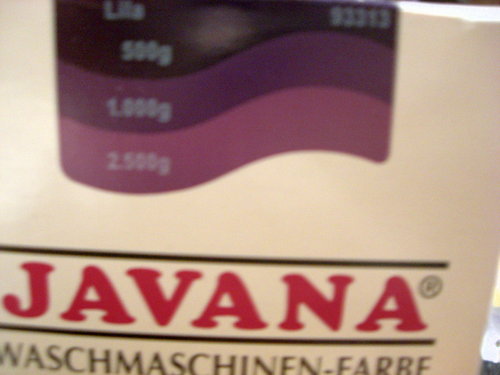 Lila 93313
500g
1.000g
2.500g
JAVANA®
WASCHMASCHINEN-FARBE